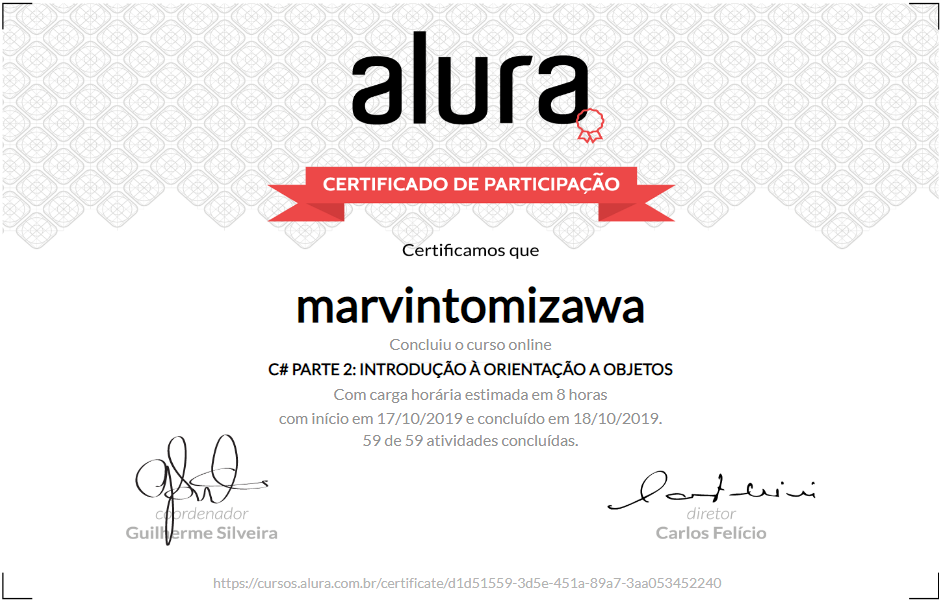 alura
CERTIFICADO DE PARTICIPAÇÃO
Certificamos que
marvintomizawa
Concluiu o curso online
C# PARTE 2: INTRODUÇÃO À ORIENTAÇÃO A OBJETOS
Com carga horária estimada em 8 horas
com início em 17/10/2019 e concluído em 18/10/2019.
59 de 59 atividades concluídas.
coordenador
Guilherme Silveira
diretor
Carlos Felício
https://cursos.alura.com.br/certificate/d1d51559-3d5e-451a-89a7-3aa053452240